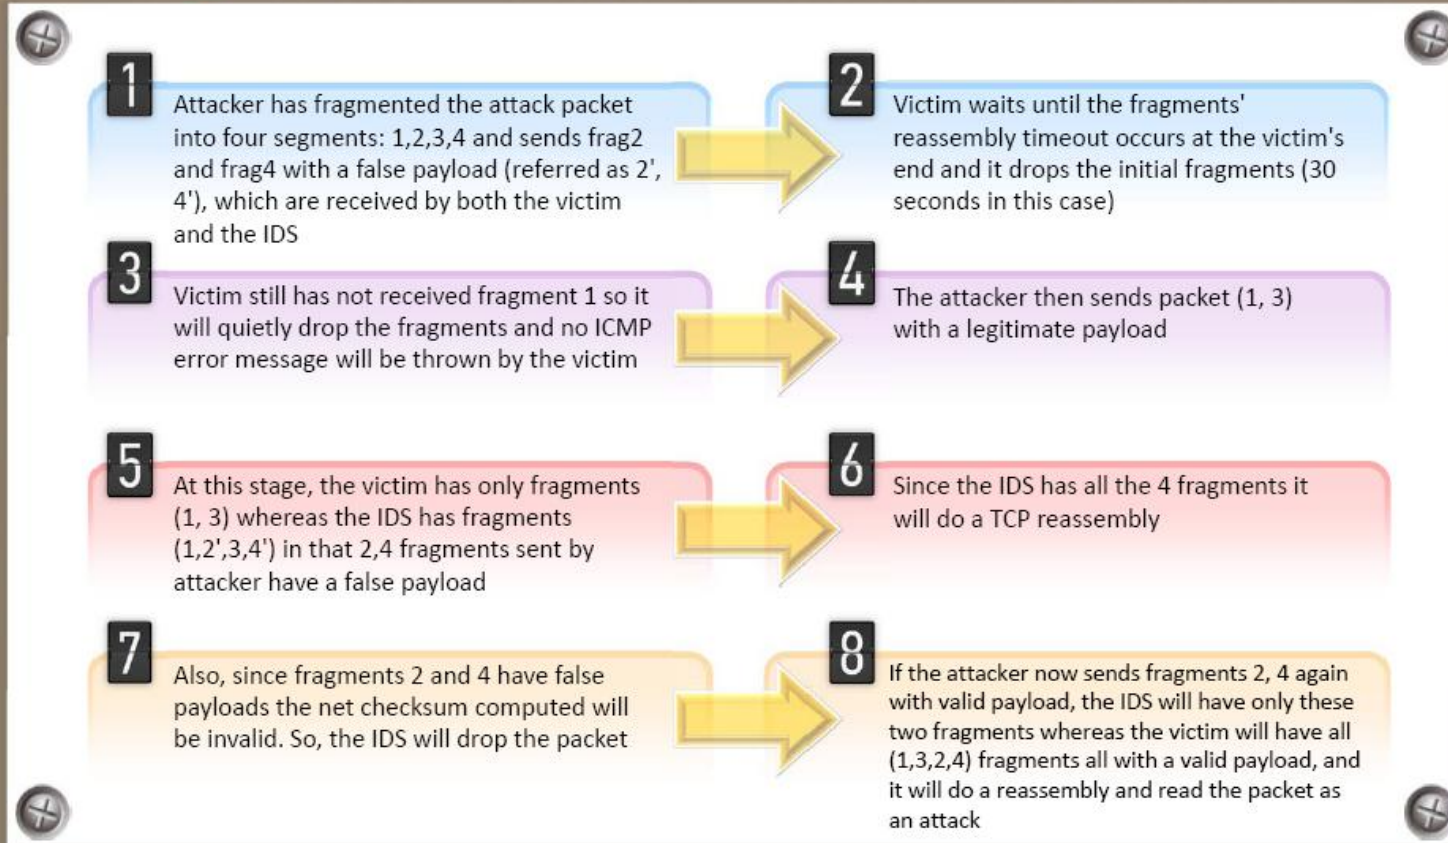 1
Attacker has fragmented the attack packet
into four segments: 1,2,3,4 and sends frag2
and frag4 with a false payload (referred as 2',
4'), which are received by both the victim
and the IDS
2
Victim waits until the fragments'
reassembly timeout occurs at the victim's
end and it drops the initial fragments (30
seconds in this case)
3
Victim still has not received fragment 1 so it
will quietly drop the fragments and no ICMP
error message will be thrown by the victim
4
The attacker then sends packet (1, 3)
with a legitimate payload
5
At this stage, the victim has only fragments
(1, 3) whereas the IDS has fragments
(1,2',3,4') in that 2,4 fragments sent by
attacker have a false payload
6
Since the IDS has all the 4 fragments it
will do a TCP reassembly
7
Also, since fragments 2 and 4 have false
payloads the net checksum computed will
be invalid. So, the IDS will drop the packet
8
If the attacker now sends fragments 2, 4 again
with valid payload, the IDS will have only these
two fragments whereas the victim will have all
(1,3,2,4) fragments all with a valid payload, and
it will do a reassembly and read the packet as
an attack